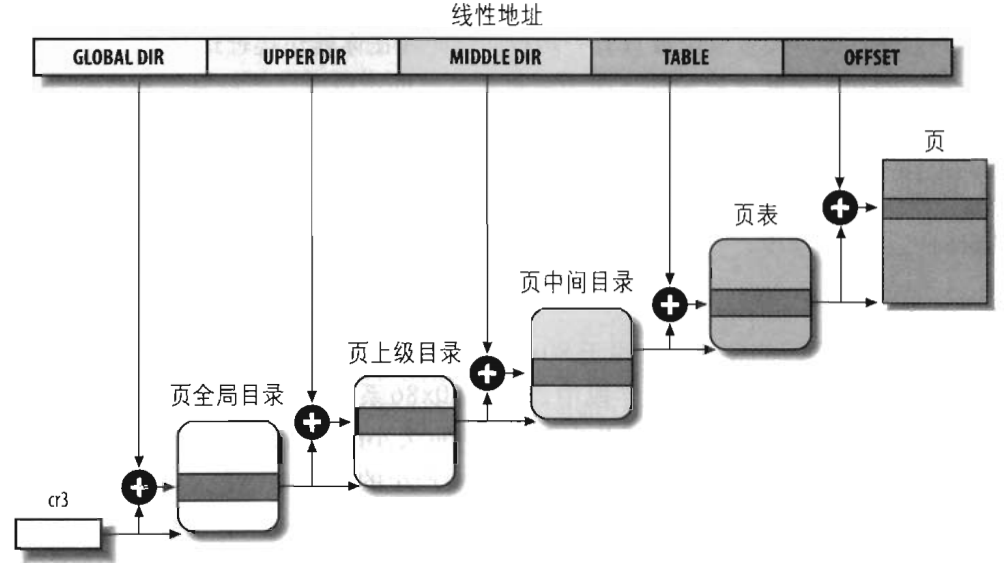 线性地址
GLOBAL DIR
UPPER DIR
MIDDLE DIR
TABLE
OFFSET
页
页表
页中间目录
页上级目录
页全局目录
cr3